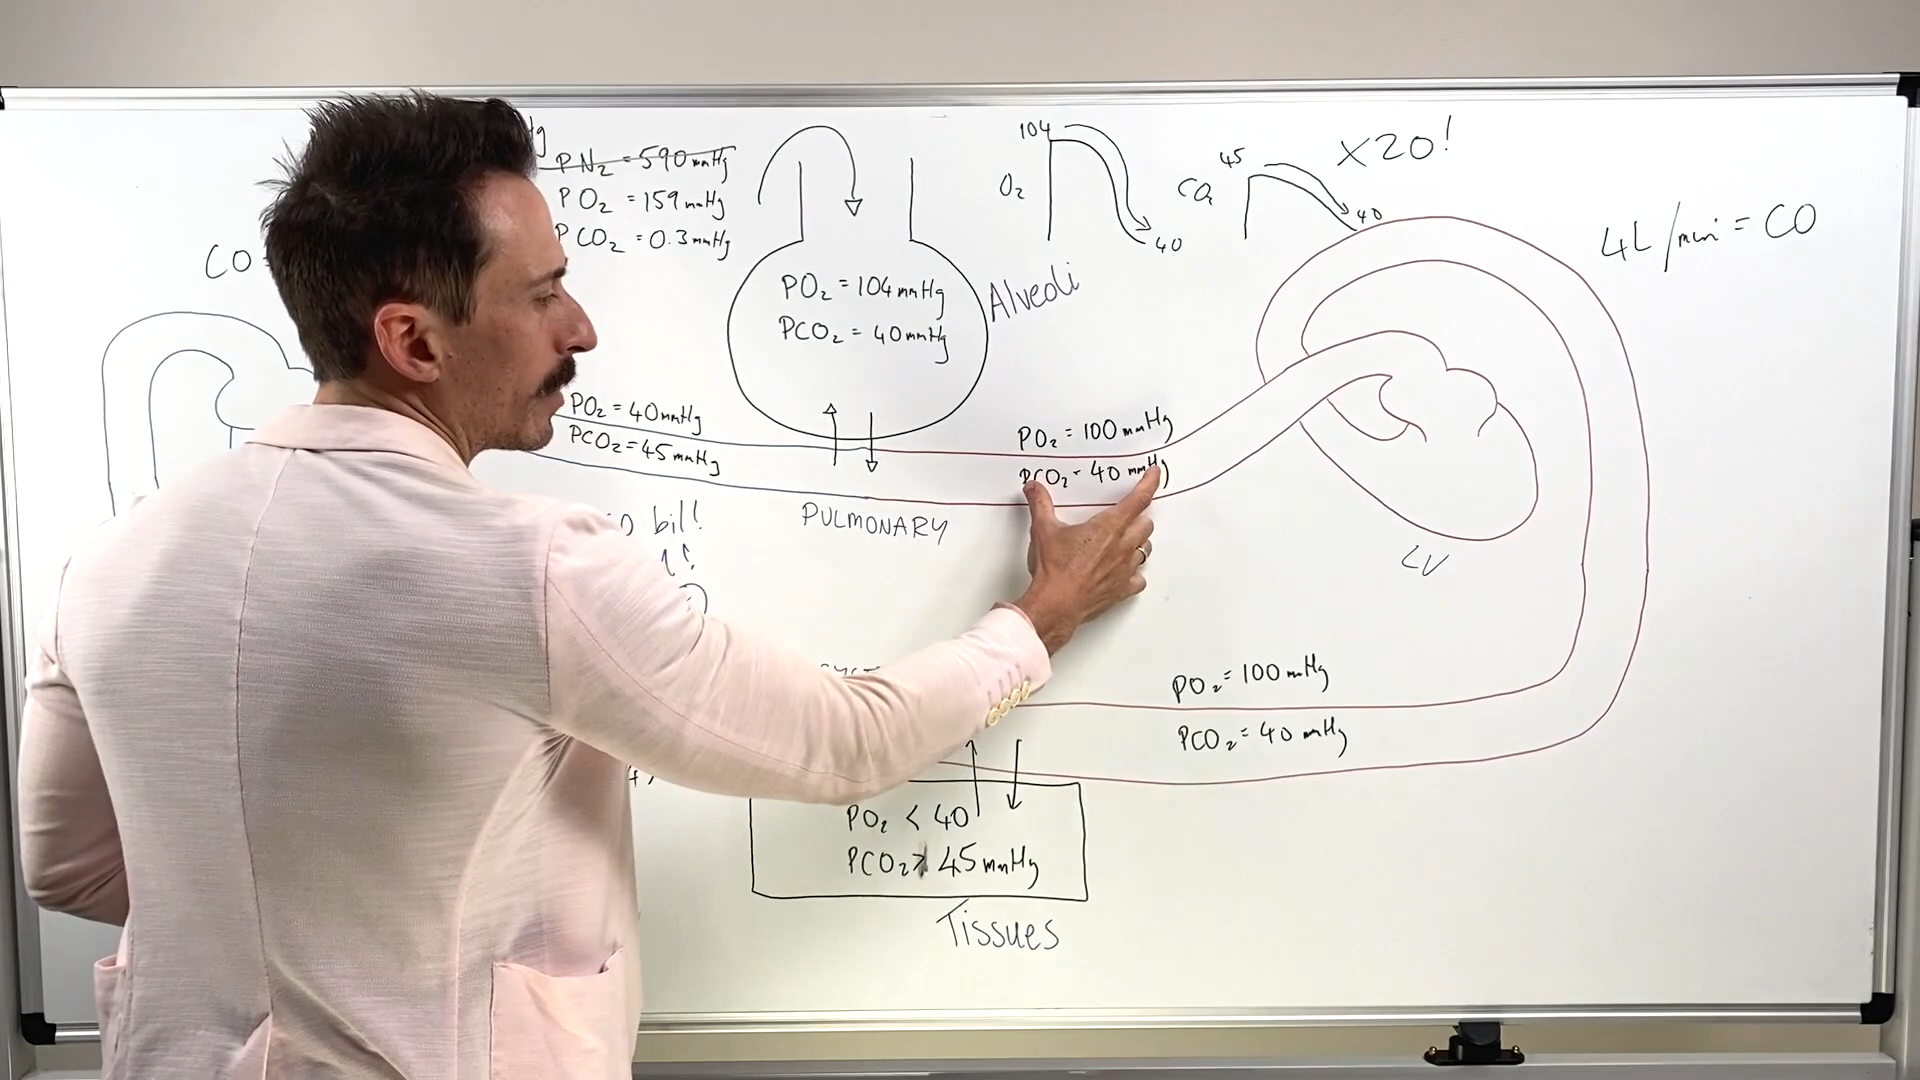 PN₂ = 590 mmHg
PO₂ = 159 mmHg
PCO₂ = 0.3 mmHg
CO
PO₂ = 104 mmHg
PCO₂ = 40 mmHg
Alveoli
104
O₂
40
45
CO₂
40
X20!
4L/min = CO
PO₂ = 40 mmHg
PCO₂ = 45 mmHg
PO₂ = 100 mmHg
PCO₂ = 40 mmHg
PULMONARY
bil!
LV
PO₂ = 100 mmHg
PCO₂ = 40 mmHg
PO₂ < 40
PCO₂ > 45 mmHg
Tissues